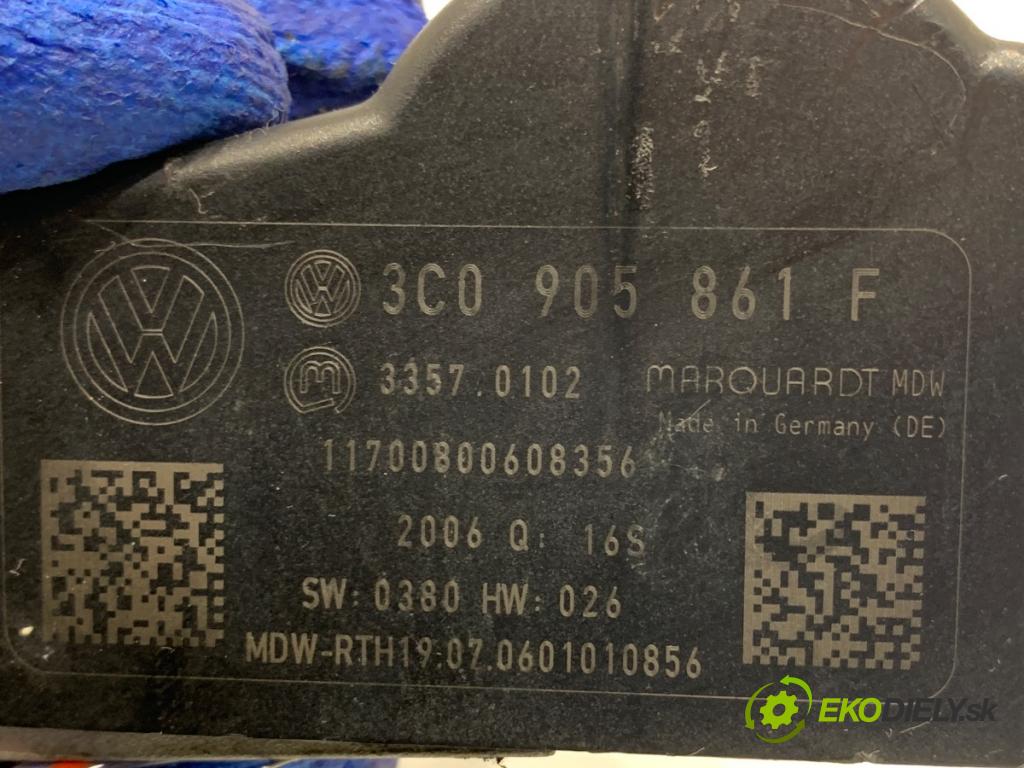 3C0 905 861 F
3357.0102 MARQUARDT MDW
Made in Germany (DE)
11700800608356
2006 Q: 16S
SW: 0380 HW: 026
MDW-RTH19.07.0601010856
EKODIELY.sk